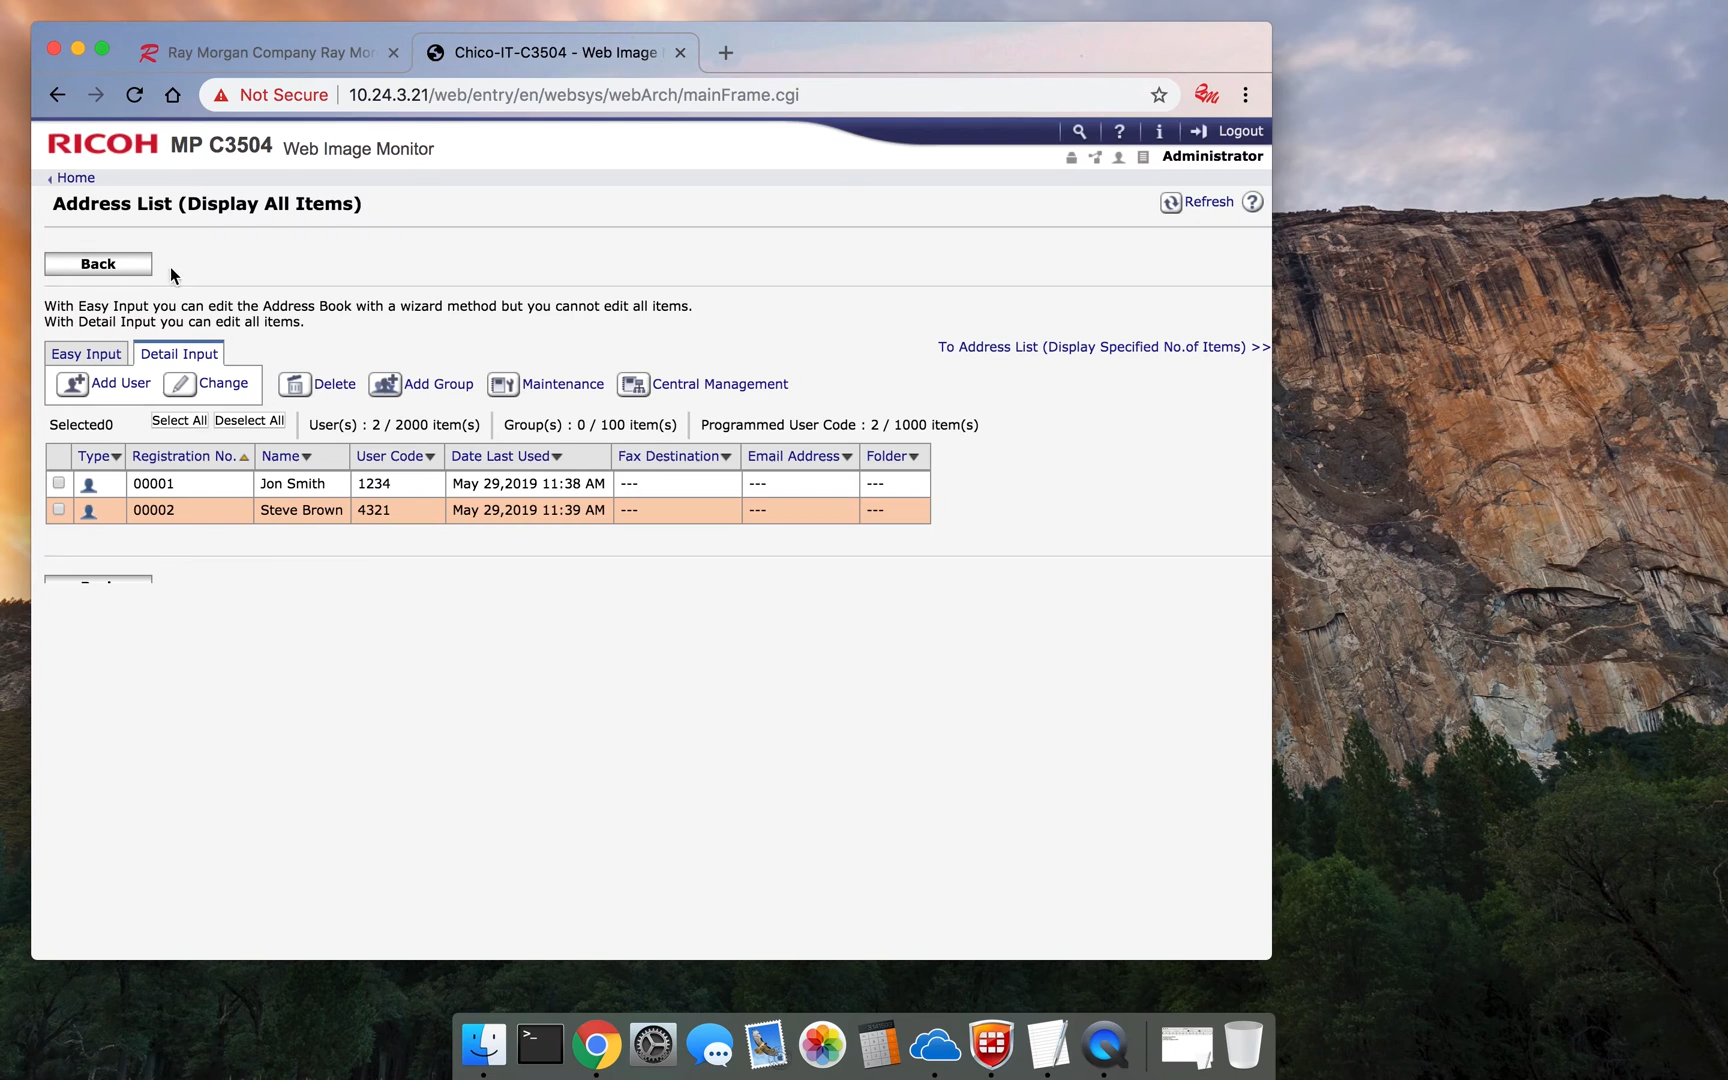 Ray Morgan Company Ray Mor
Chico-IT-C3504 - Web Image
Not Secure | 10.24.3.21/web/entry/en/websys/webArch/mainFrame.cgi
RICOH MP C3504 Web Image Monitor
? i Logout
Administrator
Home
Address List (Display All Items)
Refresh ?
Back
With Easy Input you can edit the Address Book with a wizard method but you cannot edit all items.
With Detail Input you can edit all items.
To Address List (Display Specified No.of Items) >>
Easy Input Detail Input
Add User Change Delete Add Group Maintenance Central Management
Selected0 Select All Deselect All User(s) : 2 / 2000 item(s) Group(s) : 0 / 100 item(s) Programmed User Code : 2 / 1000 item(s)
Type Registration No. Name User Code Date Last Used Fax Destination Email Address Folder
00001 Jon Smith 1234 May 29,2019 11:38 AM --- --- ---
00002 Steve Brown 4321 May 29,2019 11:39 AM --- --- ---